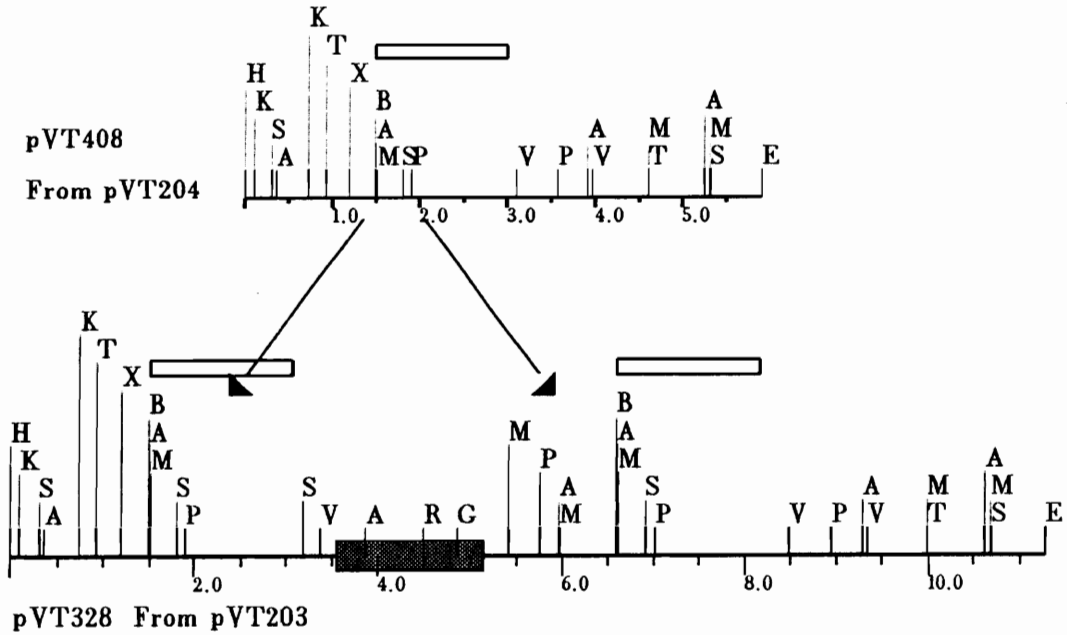 K
T
H X
K B
S A A A M
pVT408 A M S P V P V T S E
From pVT204
1.0 2.0 3.0 4.0 5.0
K
T
X
H B M B
K A P A A
S M S S A M S A M M
A P V A R G M P V P V T S E
2.0 4.0 6.0 8.0 10.0
pVT328 From pVT203